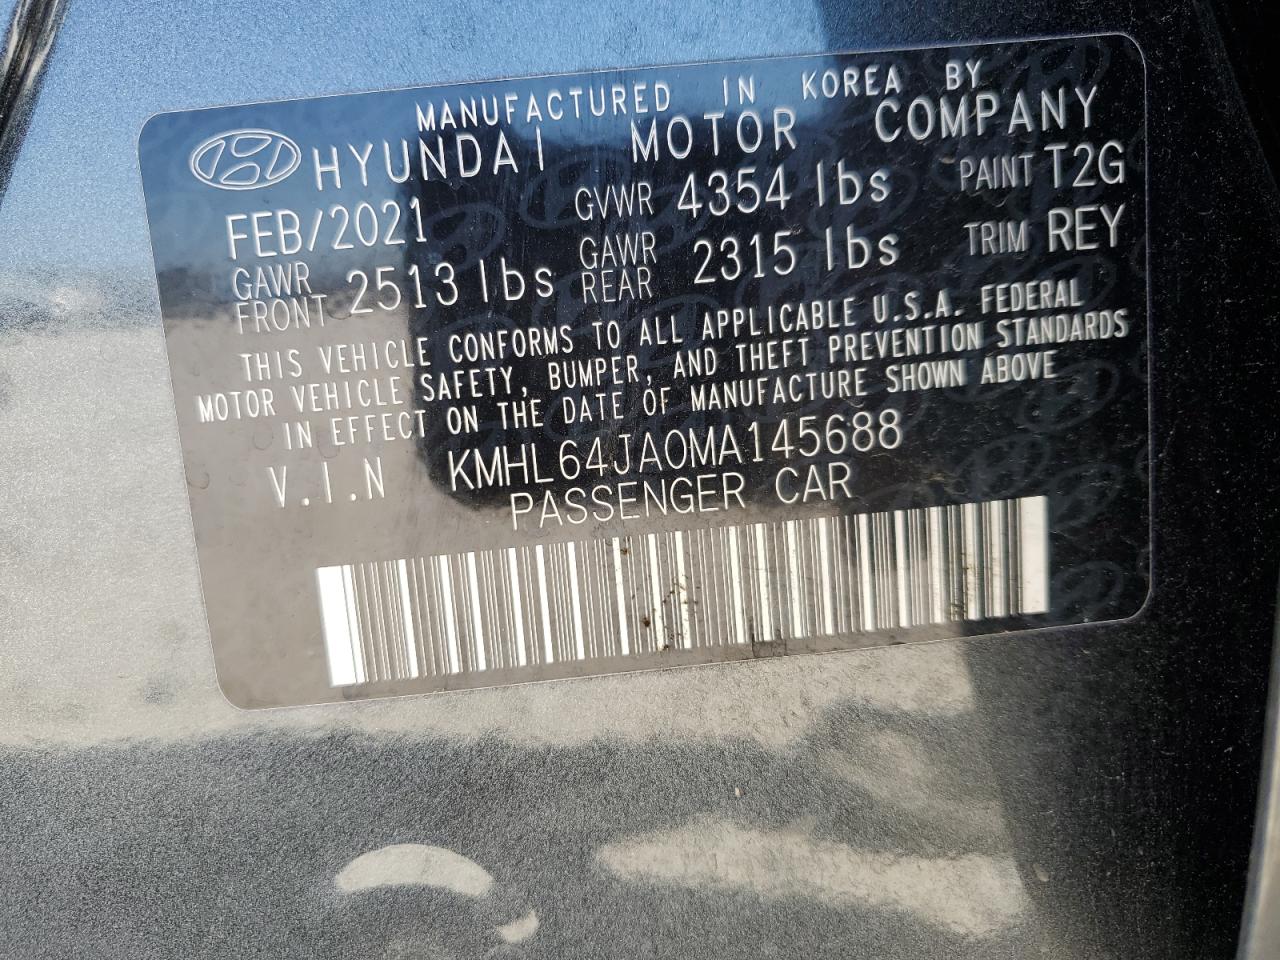 MANUFACTURED IN KOREA BY
HYUNDAI MOTOR COMPANY
FEB/2021 GVWR 4354 lbs PAINT T2G
GAWR FRONT 2513 lbs GAWR REAR 2315 lbs TRIM REY
THIS VEHICLE CONFORMS TO ALL APPLICABLE U.S.A. FEDERAL
MOTOR VEHICLE SAFETY, BUMPER, AND THEFT PREVENTION STANDARDS
IN EFFECT ON THE DATE OF MANUFACTURE SHOWN ABOVE
V.I.N KMHL64JA0MA145688
PASSENGER CAR